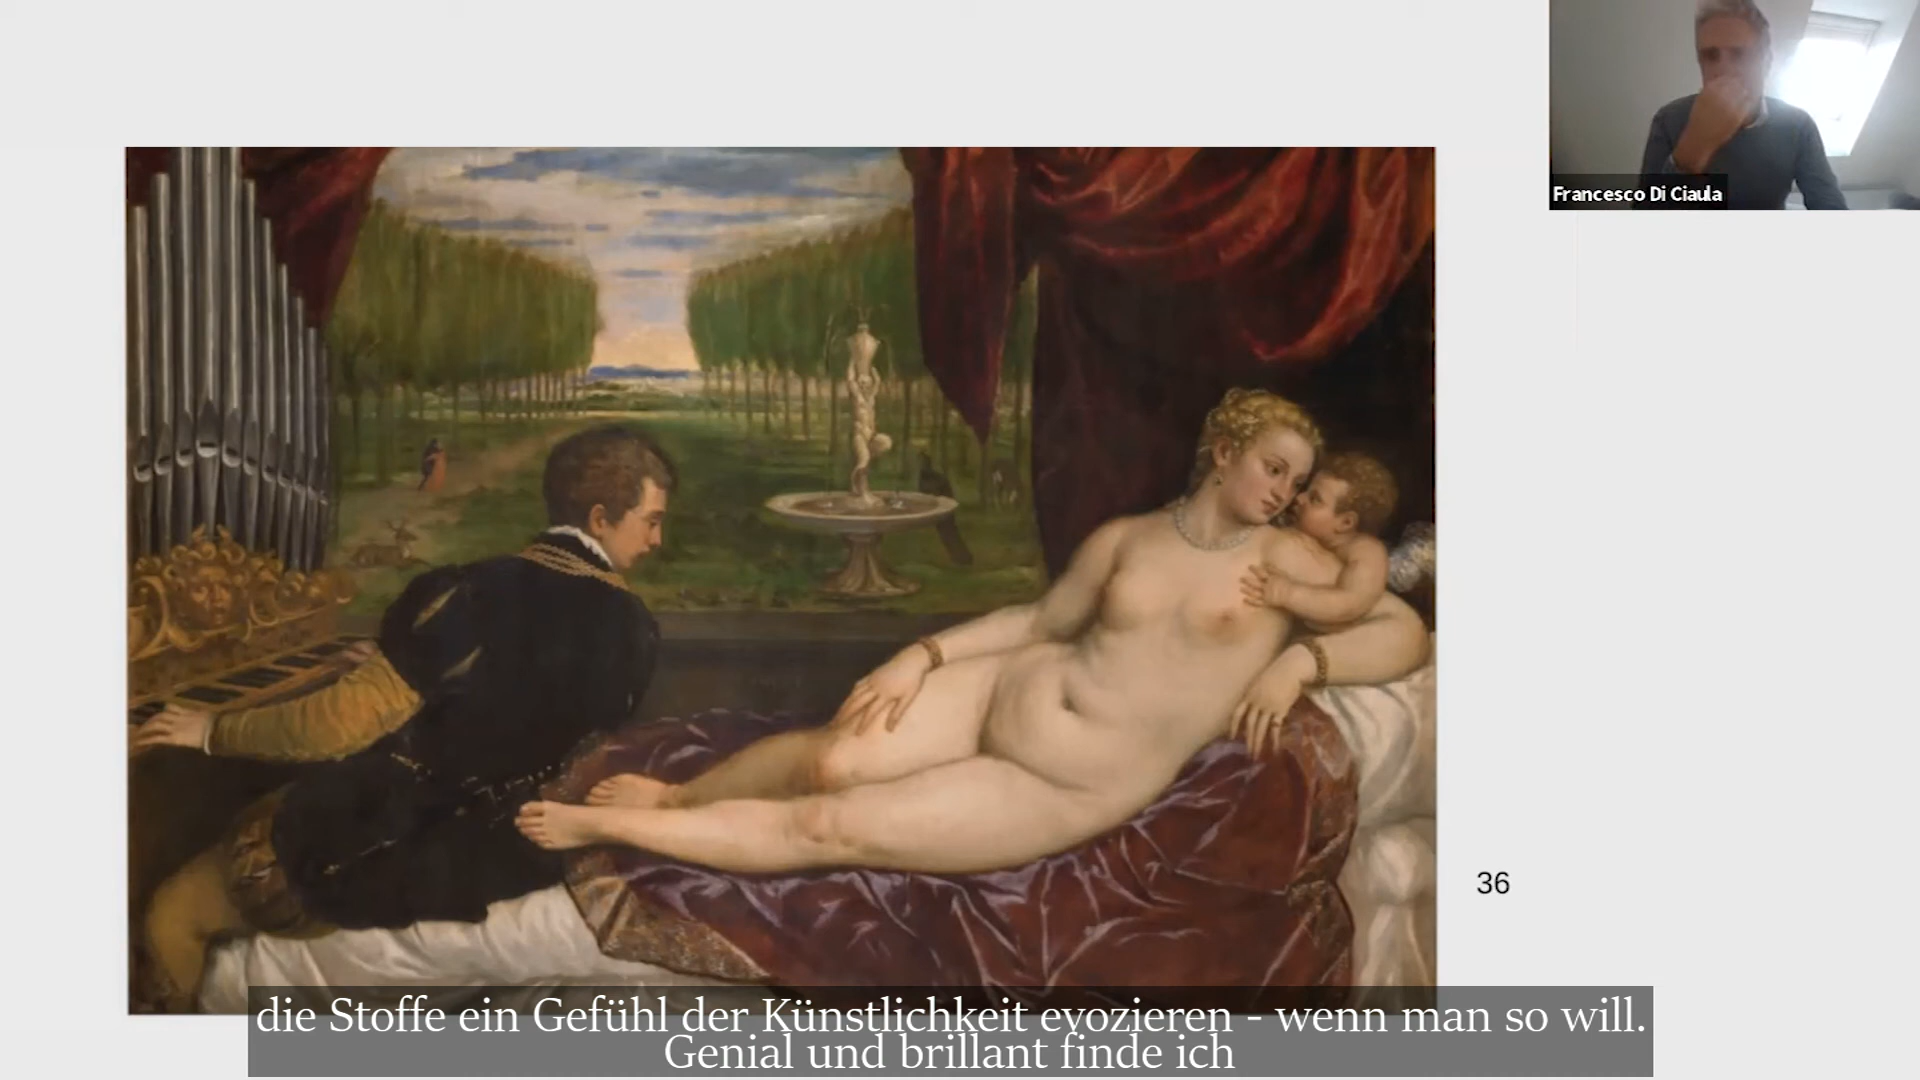 Francesco Di Ciaula
36
die Stoffe ein Gefühl der Künstlichkeit evozieren - wenn man so will.
Genial und brillant finde ich